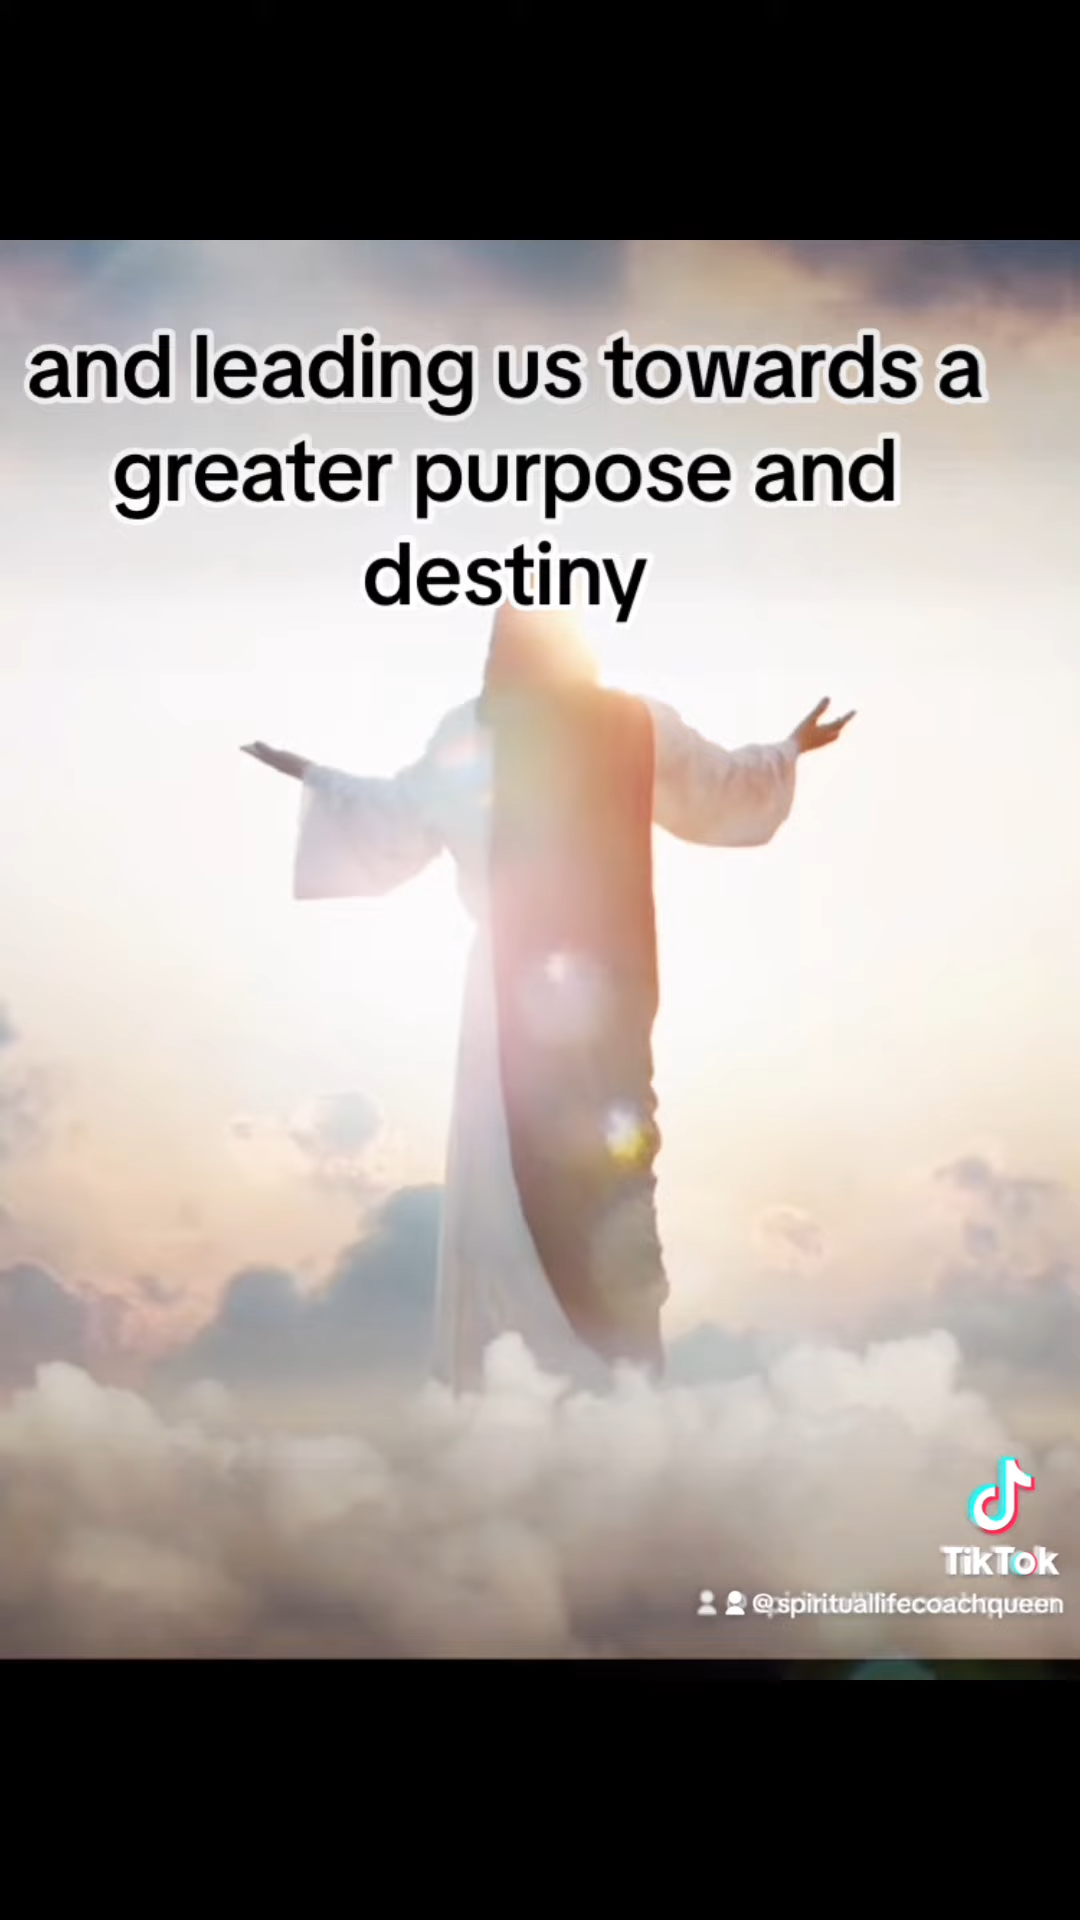 and leading us towards a
greater purpose and
destiny
TikTok
@spirituallifecoachqueen